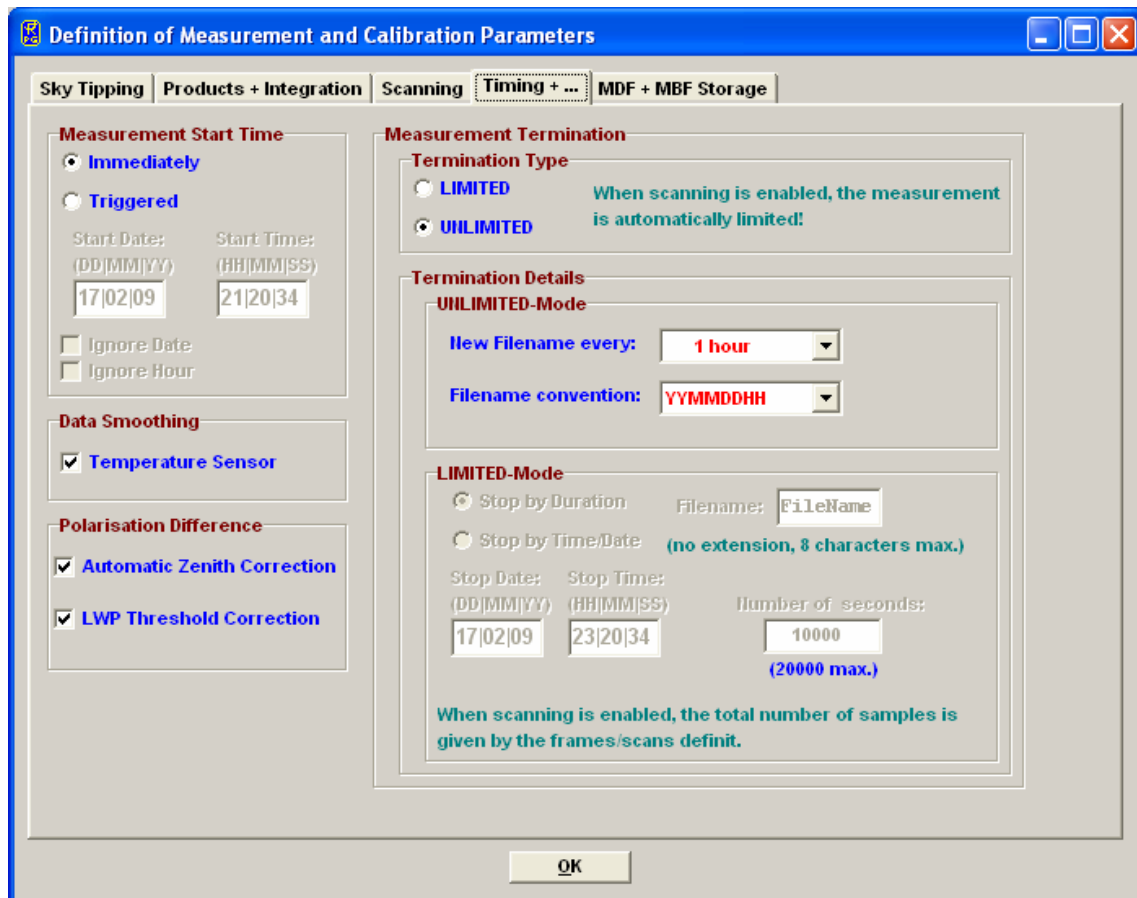 Definition of Measurement and Calibration Parameters
Sky Tipping
Products + Integration
Scanning
Timing + ...
MDF + MBF Storage
Measurement Start Time
Immediately
Triggered
Start Date:
Start Time:
(DD|MM|YY)
(HH|MM|SS)
17|02|09
21|20|34
Ignore Date
Ignore Hour
Data Smoothing
Temperature Sensor
Polarisation Difference
Automatic Zenith Correction
LWP Threshold Correction
Measurement Termination
Termination Type
LIMITED
UNLIMITED
When scanning is enabled, the measurement
is automatically limited!
Termination Details
UNLIMITED-Mode
New Filename every:
1 hour
Filename convention:
YYMMDDHH
LIMITED-Mode
Stop by Duration
Filename:
FileName
Stop by Time/Date
(no extension, 8 characters max.)
Stop Date:
Stop Time:
(DD|MM|YY)
(HH|MM|SS)
Number of seconds:
17|02|09
23|20|34
10000
(20000 max.)
When scanning is enabled, the total number of samples is
given by the frames/scans definit.
OK